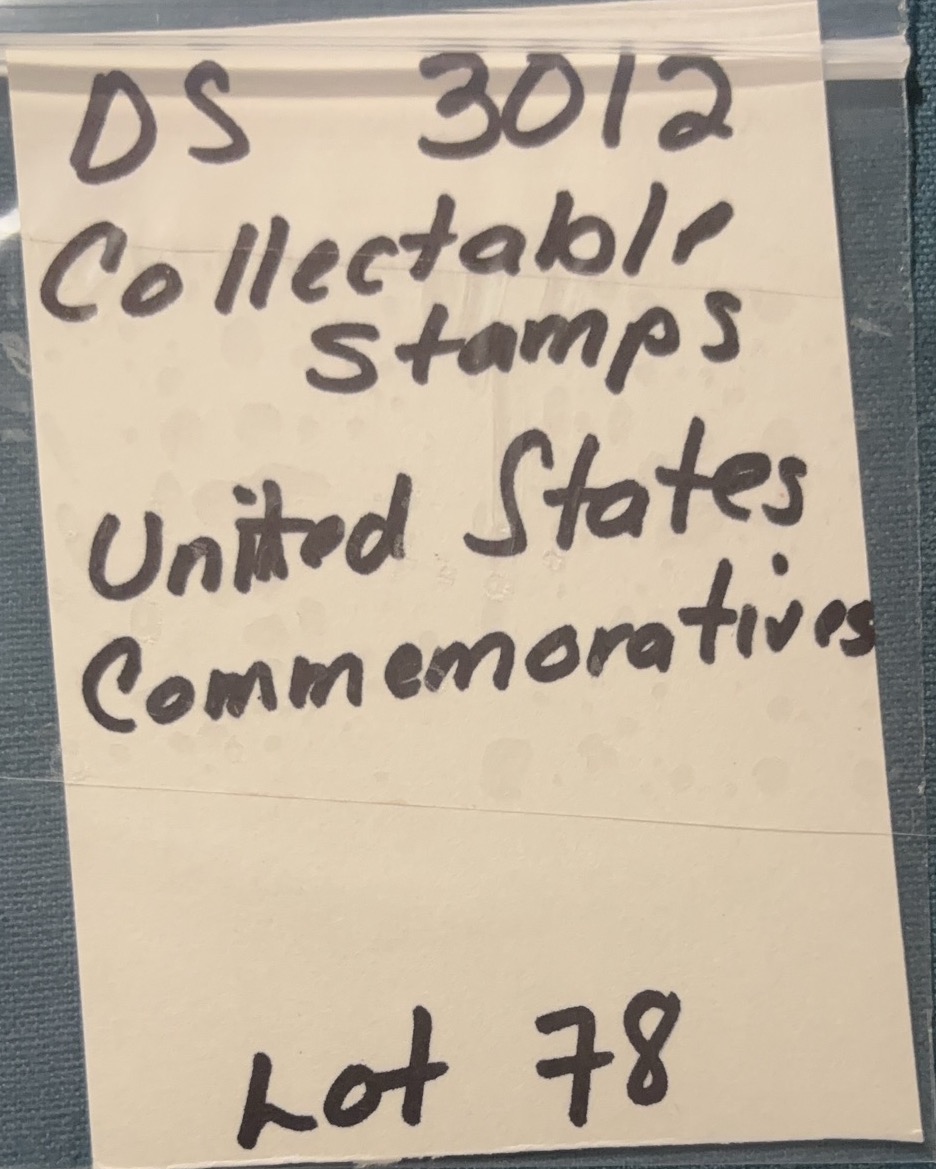 DS 3012
Collectable
Stamps
United States
Commemoratives
Lot 78